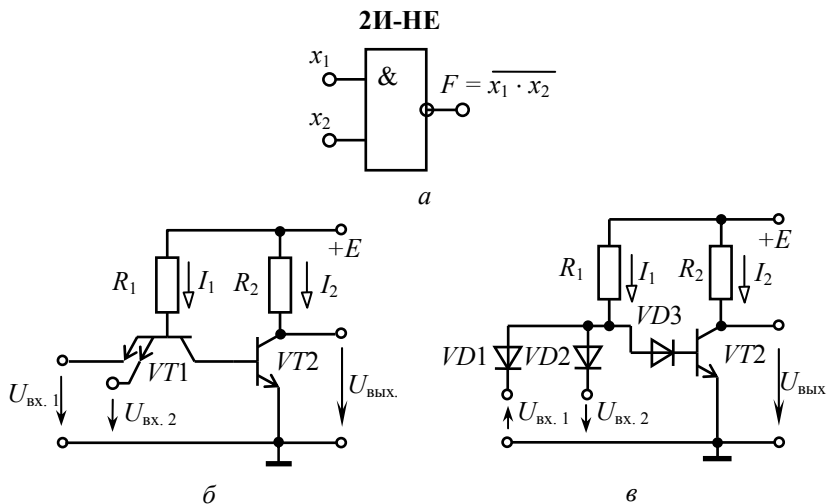 2И-НЕ
x₁
&
F = \overline{x₁ · x₂}
x₂
а
+E
R₁
I₁
R₂
I₂
VT1
VT2
Uвх. 1
Uвх. 2
Uвых.
б
+E
R₁
I₁
R₂
I₂
VD3
VD1
VD2
VT2
Uвх. 1
Uвх. 2
Uвых
в